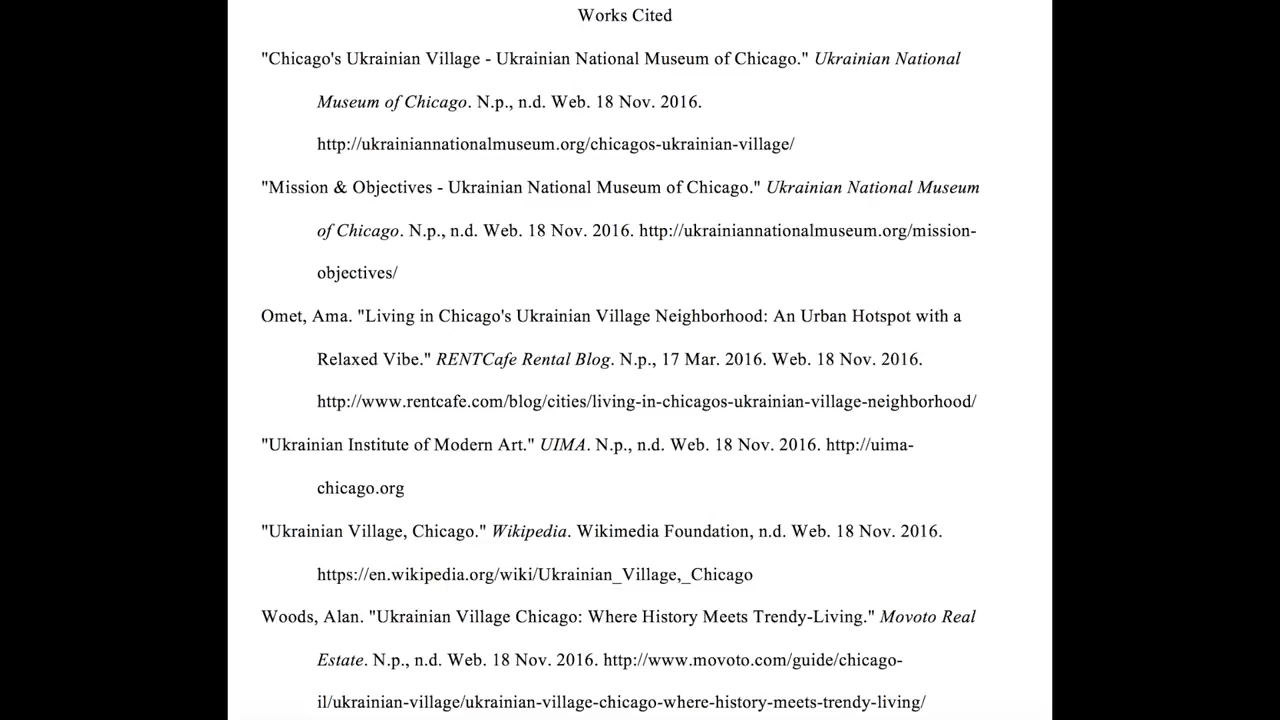 Works Cited
"Chicago's Ukrainian Village - Ukrainian National Museum of Chicago." Ukrainian National
Museum of Chicago. N.p., n.d. Web. 18 Nov. 2016.
http://ukrainiannationalmuseum.org/chicagos-ukrainian-village/
"Mission & Objectives - Ukrainian National Museum of Chicago." Ukrainian National Museum
of Chicago. N.p., n.d. Web. 18 Nov. 2016. http://ukrainiannationalmuseum.org/mission-
objectives/
Omet, Ama. "Living in Chicago's Ukrainian Village Neighborhood: An Urban Hotspot with a
Relaxed Vibe." RENTCafe Rental Blog. N.p., 17 Mar. 2016. Web. 18 Nov. 2016.
http://www.rentcafe.com/blog/cities/living-in-chicagos-ukrainian-village-neighborhood/
"Ukrainian Institute of Modern Art." UIMA. N.p., n.d. Web. 18 Nov. 2016. http://uima-
chicago.org
"Ukrainian Village, Chicago." Wikipedia. Wikimedia Foundation, n.d. Web. 18 Nov. 2016.
https://en.wikipedia.org/wiki/Ukrainian_Village,_Chicago
Woods, Alan. "Ukrainian Village Chicago: Where History Meets Trendy-Living." Movoto Real
Estate. N.p., n.d. Web. 18 Nov. 2016. http://www.movoto.com/guide/chicago-
il/ukrainian-village/ukrainian-village-chicago-where-history-meets-trendy-living/